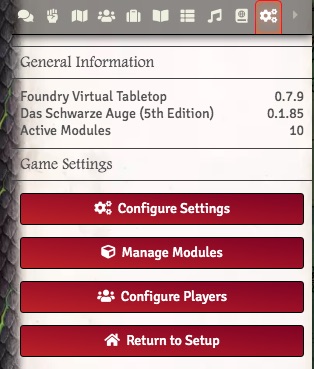 General Information
Foundry Virtual Tabletop 0.7.9
Das Schwarze Auge (5th Edition) 0.1.85
Active Modules 10
Game Settings
Configure Settings
Manage Modules
Configure Players
Return to Setup